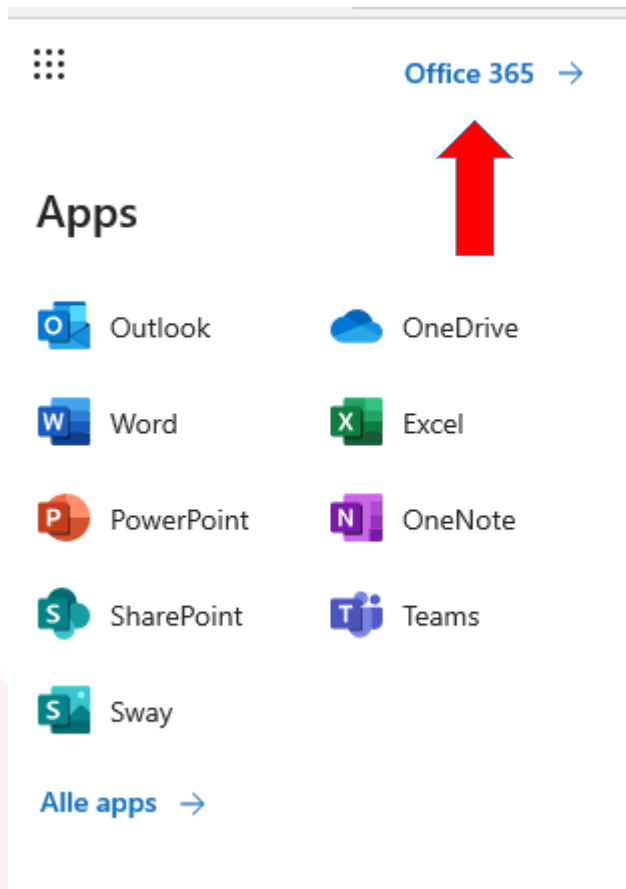 Office 365 →
Apps
Outlook
OneDrive
Word
Excel
PowerPoint
OneNote
SharePoint
Teams
Sway
Alle apps →